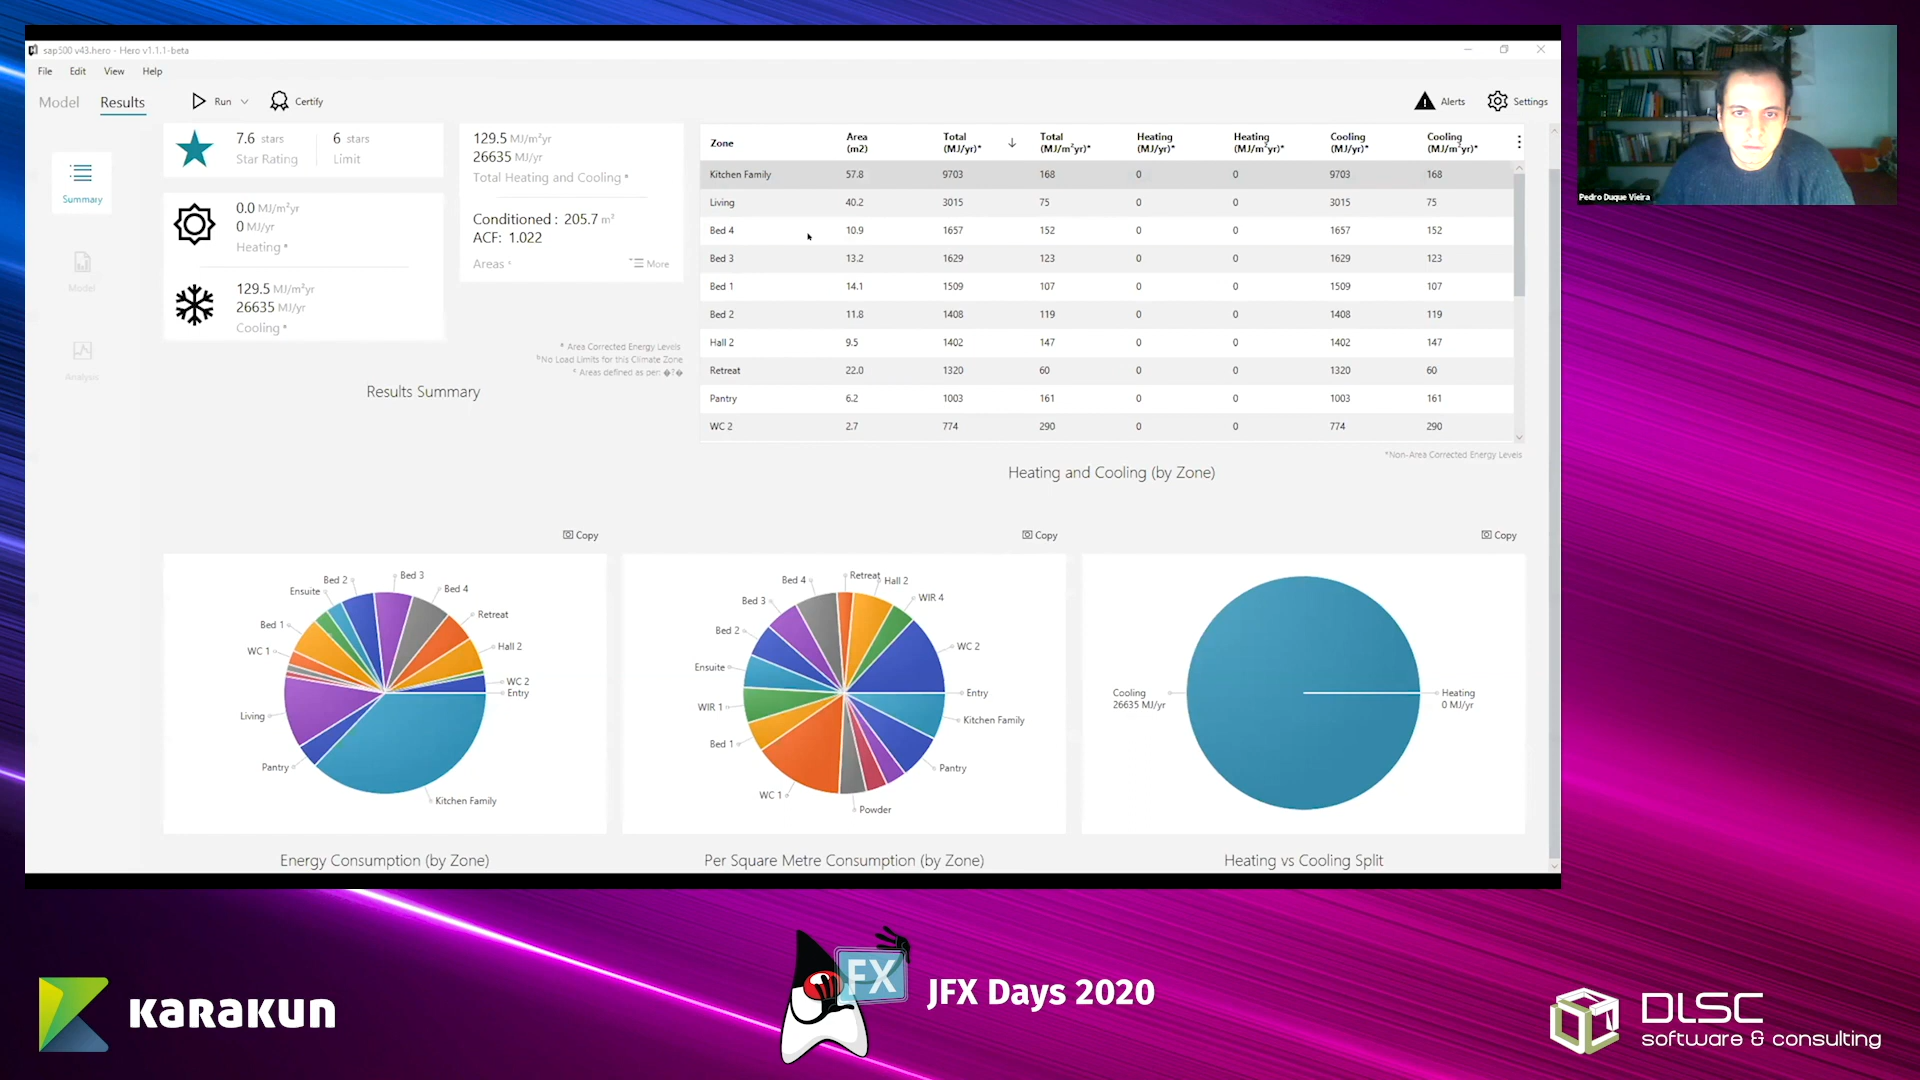 sap500 v43.hero - Hero v1.1.1-beta
File Edit View Help
Model Results Run Certify Alerts Settings
Summary
Model
Analysis
7.6 stars
Star Rating
6 stars
Limit
0.0 MJ/m²yr
0 MJ/yr
Heating *
129.5 MJ/m²yr
26635 MJ/yr
Cooling *
129.5 MJ/m²yr
26635 MJ/yr
Total Heating and Cooling *
Conditioned : 205.7 m²
ACF: 1.022
Areas ᶜ
More
* Area Corrected Energy Levels
ᵇNo Load Limits for this Climate Zone
ᶜ Areas defined as per: �?�
Results Summary
Zone Area (m2) Total (MJ/yr)* Total (MJ/m²yr)* Heating (MJ/yr)* Heating (MJ/m²yr)* Cooling (MJ/yr)* Cooling (MJ/m²yr)*
Kitchen Family 57.8 9703 168 0 0 9703 168
Living 40.2 3015 75 0 0 3015 75
Bed 4 10.9 1657 152 0 0 1657 152
Bed 3 13.2 1629 123 0 0 1629 123
Bed 1 14.1 1509 107 0 0 1509 107
Bed 2 11.8 1408 119 0 0 1408 119
Hall 2 9.5 1402 147 0 0 1402 147
Retreat 22.0 1320 60 0 0 1320 60
Pantry 6.2 1003 161 0 0 1003 161
WC 2 2.7 774 290 0 0 774 290
*Non-Area Corrected Energy Levels
Heating and Cooling (by Zone)
Copy
Bed 3
Bed 2
Bed 4
Ensuite
Retreat
Bed 1
Hall 2
WC 1
WC 2
Entry
Living
Pantry
Kitchen Family
Energy Consumption (by Zone)
Copy
Retreat
Bed 4
Hall 2
WIR 4
Bed 3
Bed 2
WC 2
Ensuite
Entry
WIR 1
Kitchen Family
Bed 1
Pantry
WC 1
Powder
Per Square Metre Consumption (by Zone)
Copy
Cooling
26635 MJ/yr
Heating
0 MJ/yr
Heating vs Cooling Split
Pedro Duque Vieira
KARAKUN
FX
JFX Days 2020
DLSC
software & consulting